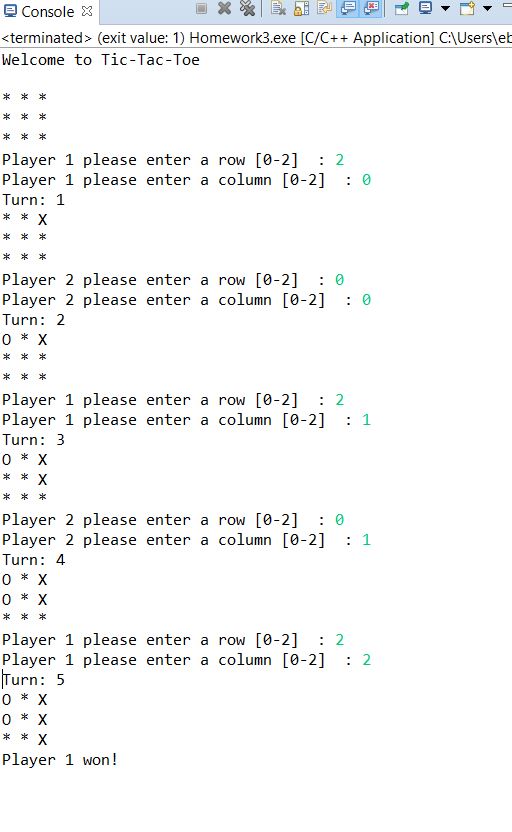 Console
<terminated> (exit value: 1) Homework3.exe [C/C++ Application] C:\Users\eb
Welcome to Tic-Tac-Toe
* * *
* * *
* * *
Player 1 please enter a row [0-2]  : 2
Player 1 please enter a column [0-2]  : 0
Turn: 1
* * X
* * *
* * *
Player 2 please enter a row [0-2]  : 0
Player 2 please enter a column [0-2]  : 0
Turn: 2
O * X
* * *
* * *
Player 1 please enter a row [0-2]  : 2
Player 1 please enter a column [0-2]  : 1
Turn: 3
O * X
* * X
* * *
Player 2 please enter a row [0-2]  : 0
Player 2 please enter a column [0-2]  : 1
Turn: 4
O * X
O * X
* * *
Player 1 please enter a row [0-2]  : 2
Player 1 please enter a column [0-2]  : 2
Turn: 5
O * X
O * X
* * X
Player 1 won!